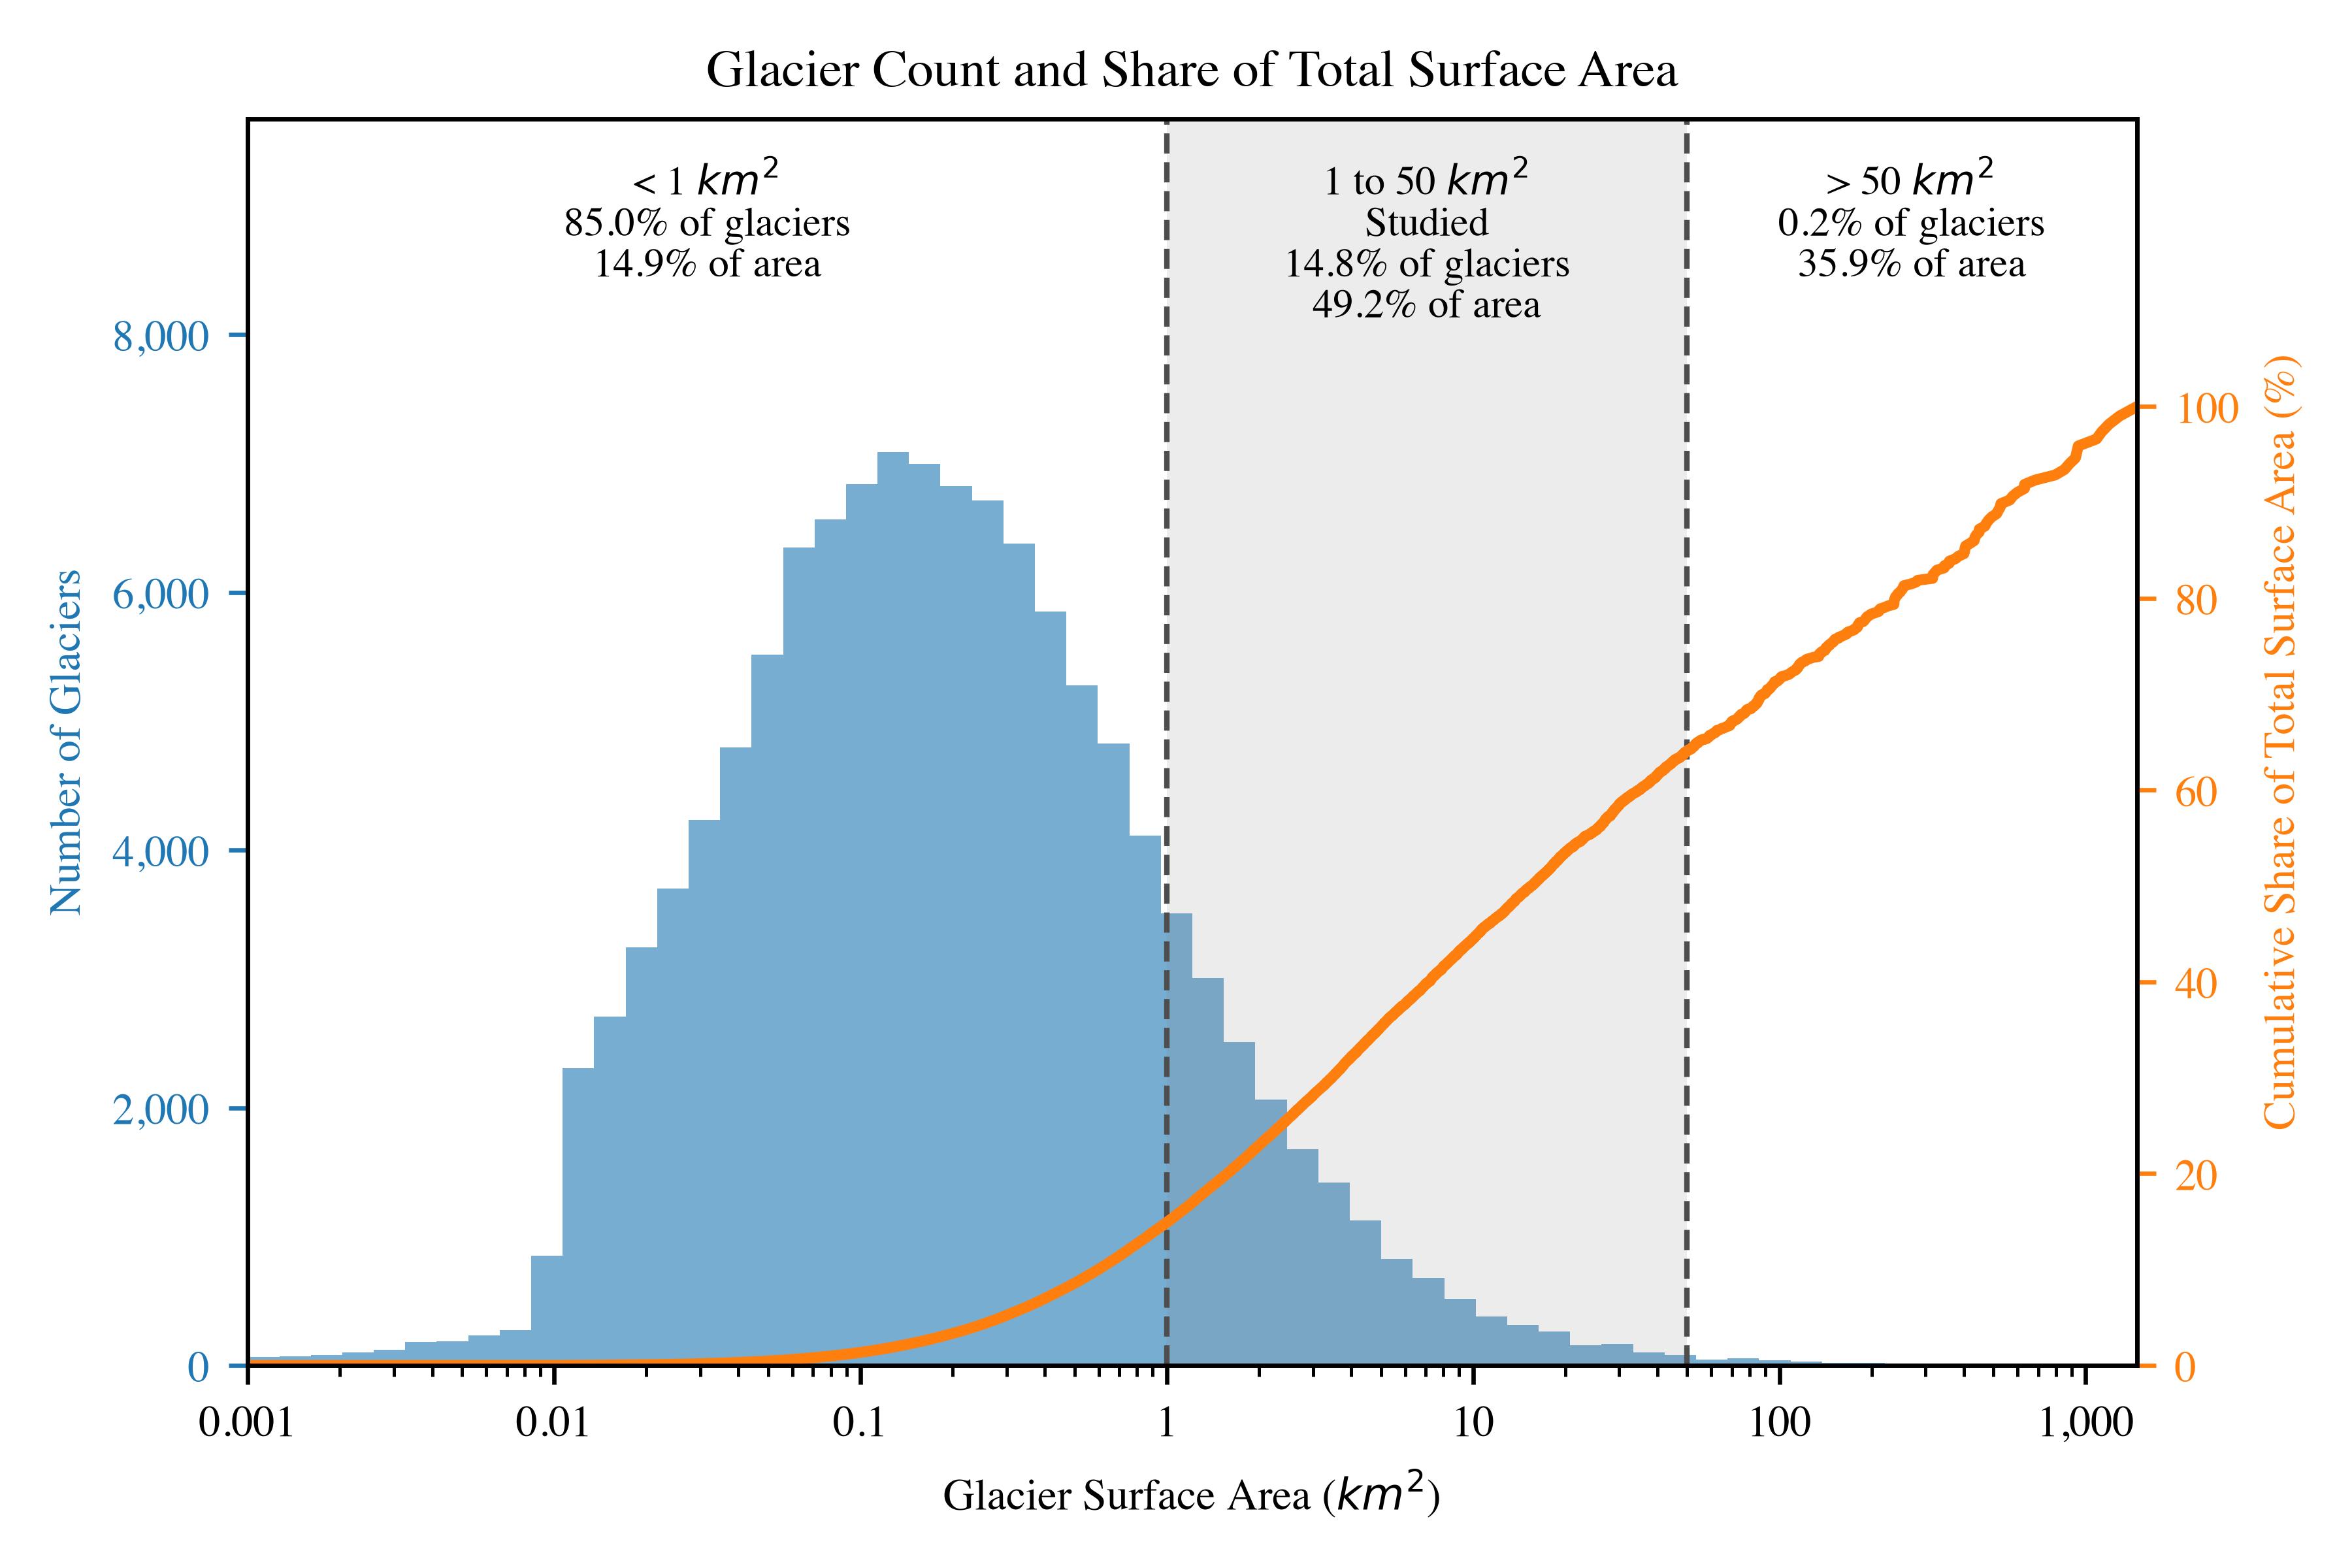 Glacier Count and Share of Total Surface Area
< 1 km²
85.0% of glaciers
14.9% of area
1 to 50 km²
Studied
14.8% of glaciers
49.2% of area
> 50 km²
0.2% of glaciers
35.9% of area
Number of Glaciers
8,000
6,000
4,000
2,000
0
Cumulative Share of Total Surface Area (%)
100
80
60
40
20
0
0.001 0.01 0.1 1 10 100 1,000
Glacier Surface Area (km²)